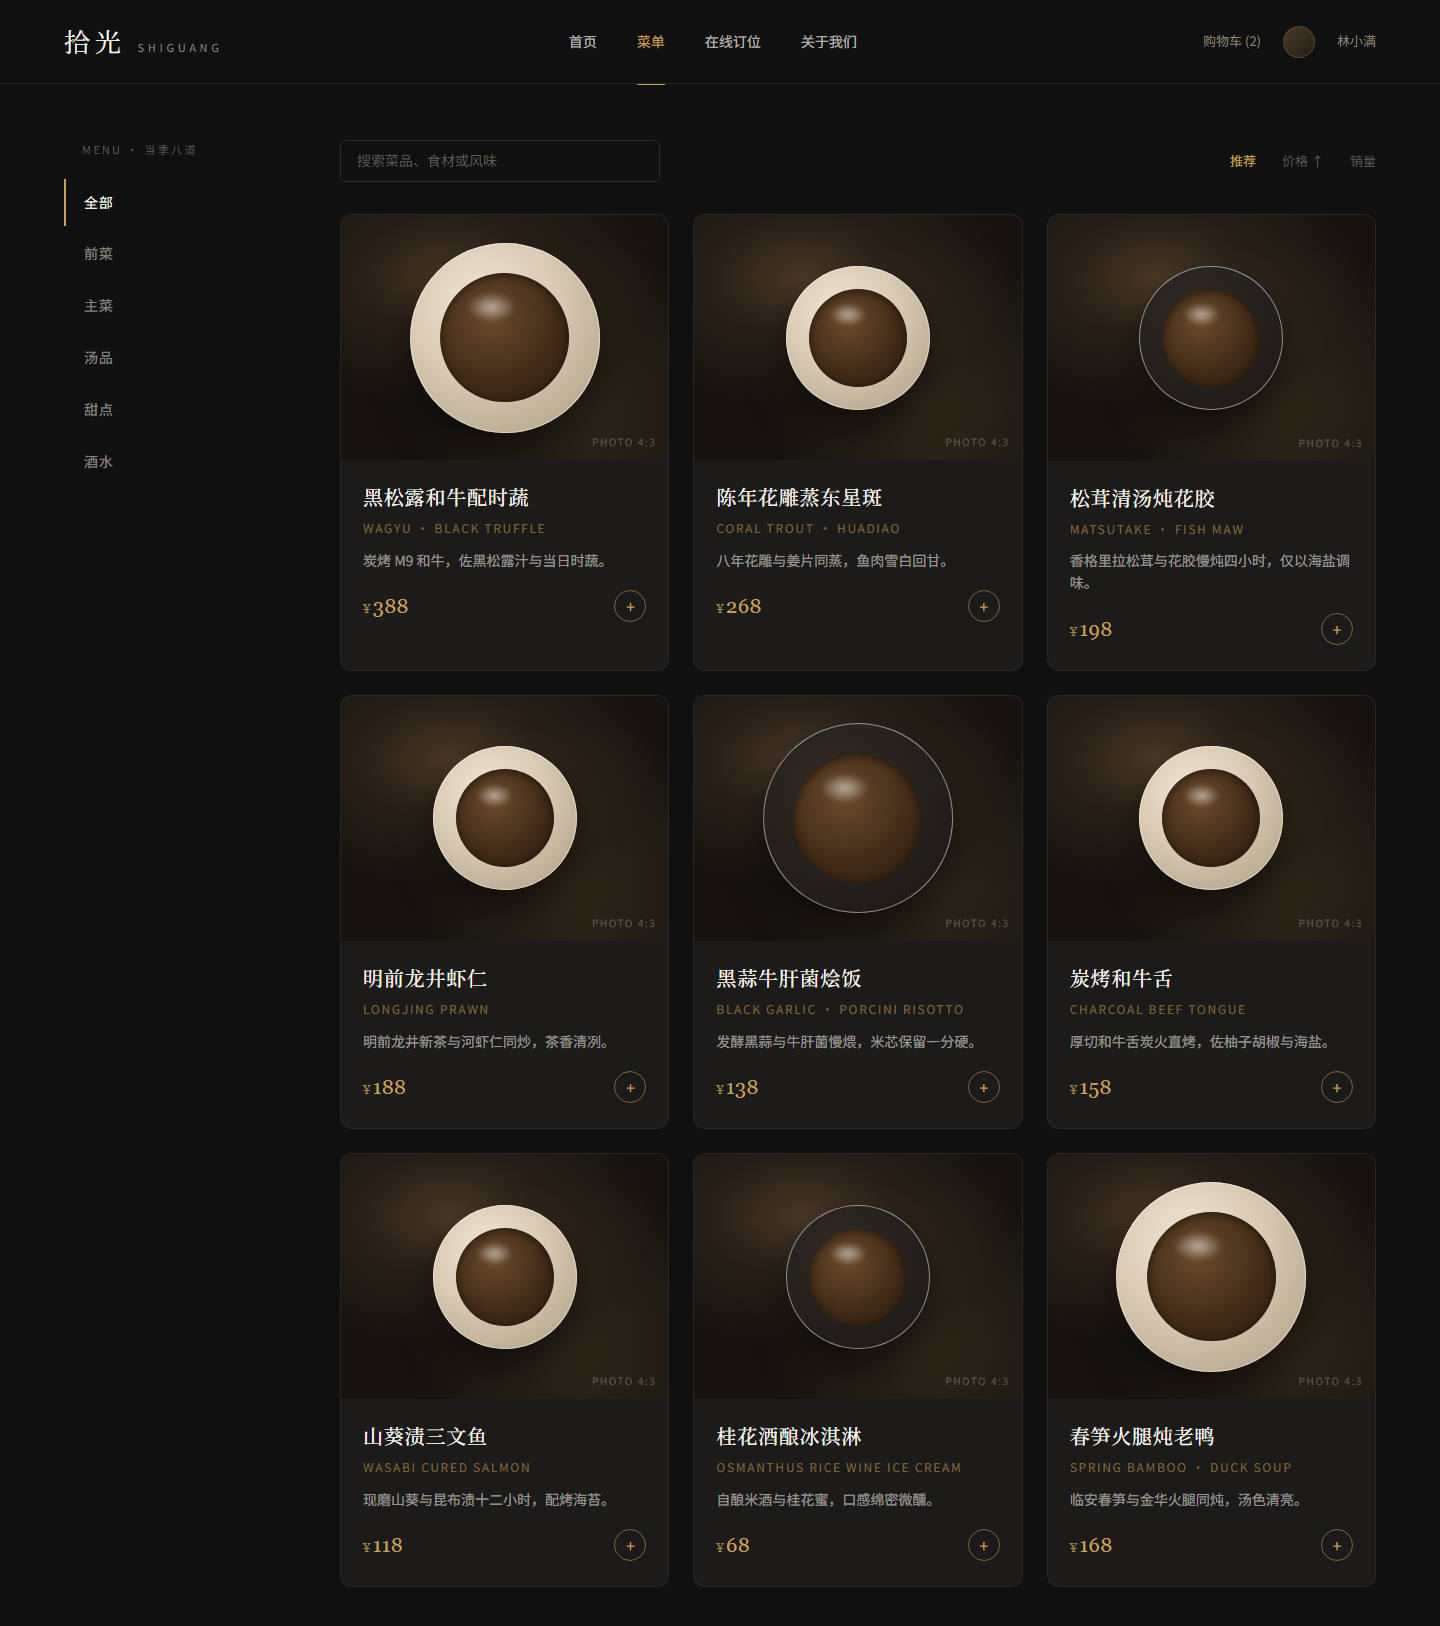 拾光 SHIGUANG
首页 菜单 在线订位 关于我们
购物车 (2) 林小满
MENU · 当季八道
全部
前菜
主菜
汤品
甜点
酒水
搜索菜品、食材或风味
推荐 价格 ↑ 销量
PHOTO 4:3
黑松露和牛配时蔬
WAGYU · BLACK TRUFFLE
炭烤 M9 和牛，佐黑松露汁与当日时蔬。
¥388 +
PHOTO 4:3
陈年花雕蒸东星斑
CORAL TROUT · HUADIAO
八年花雕与姜片同蒸，鱼肉雪白回甘。
¥268 +
PHOTO 4:3
松茸清汤炖花胶
MATSUTAKE · FISH MAW
香格里拉松茸与花胶慢炖四小时，仅以海盐调
味。
¥198 +
PHOTO 4:3
明前龙井虾仁
LONGJING PRAWN
明前龙井新茶与河虾仁同炒，茶香清冽。
¥188 +
PHOTO 4:3
黑蒜牛肝菌烩饭
BLACK GARLIC · PORCINI RISOTTO
发酵黑蒜与牛肝菌慢煨，米芯保留一分硬。
¥138 +
PHOTO 4:3
炭烤和牛舌
CHARCOAL BEEF TONGUE
厚切和牛舌炭火直烤，佐柚子胡椒与海盐。
¥158 +
PHOTO 4:3
山葵渍三文鱼
WASABI CURED SALMON
现磨山葵与昆布渍十二小时，配烤海苔。
¥118 +
PHOTO 4:3
桂花酒酿冰淇淋
OSMANTHUS RICE WINE ICE CREAM
自酿米酒与桂花蜜，口感绵密微醺。
¥68 +
PHOTO 4:3
春笋火腿炖老鸭
SPRING BAMBOO · DUCK SOUP
临安春笋与金华火腿同炖，汤色清亮。
¥168 +